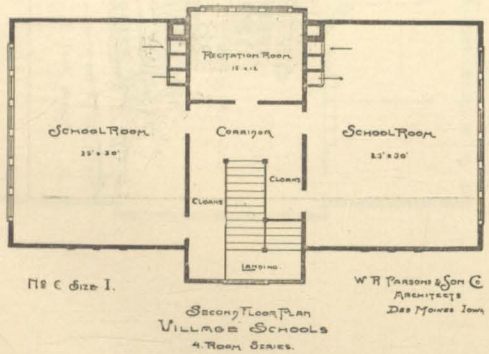 RECITATION ROOM
15 x 12
SCHOOL ROOM
23' x 30'
CORRIDOR
SCHOOL ROOM
23' x 30'
CLOAKS
CLOAKS
LANDING.
No C SIZE I.
W R PARSONS & SON Co
ARCHITECTS
DES MOINES IOWA
SECOND FLOOR PLAN
VILLAGE SCHOOLS
4. ROOM SERIES.